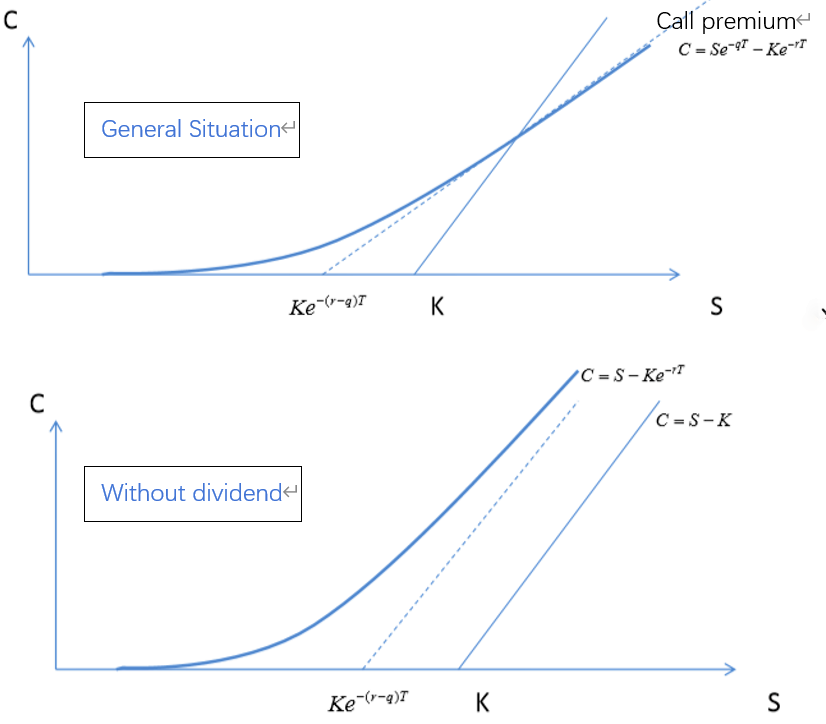 C
Call premium↵
C = Se^{-qT} – Ke^{-rT}
General Situation↵
Ke^{-(r-q)T}
K
S
C = S – Ke^{-rT}
C
C = S – K
Without dividend↵
Ke^{-(r-q)T}
K
S